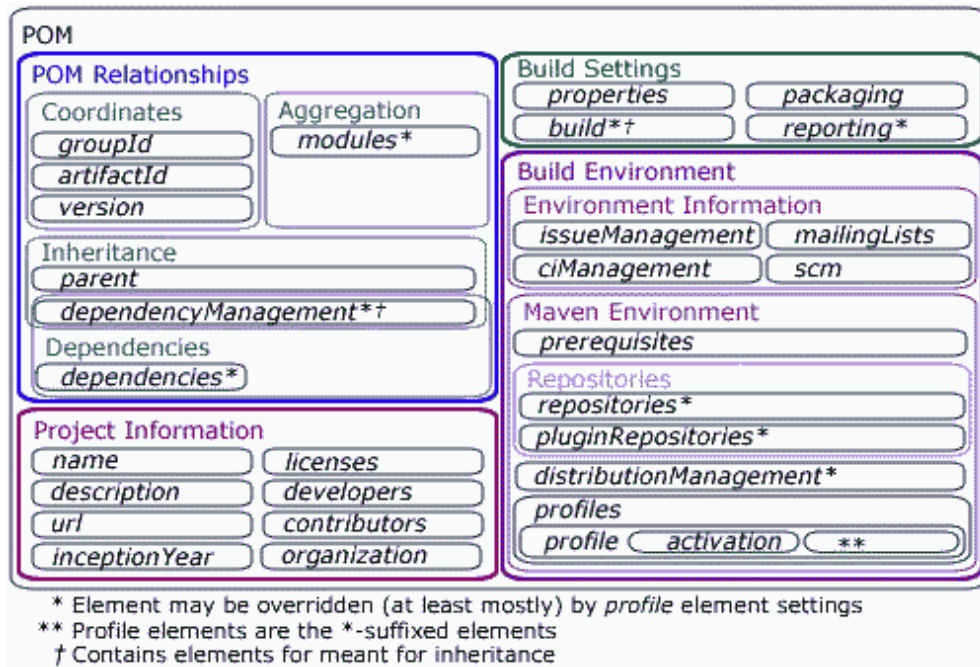 POM
POM Relationships
Coordinates
groupId
artifactId
version
Aggregation
modules*
Inheritance
parent
dependencyManagement*†
Dependencies
dependencies*
Project Information
name
description
url
inceptionYear
licenses
developers
contributors
organization
Build Settings
properties
packaging
build*†
reporting*
Build Environment
Environment Information
issueManagement
mailingLists
ciManagement
scm
Maven Environment
prerequisites
Repositories
repositories*
pluginRepositories*
distributionManagement*
profiles
profile activation **
* Element may be overridden (at least mostly) by profile element settings
** Profile elements are the *-suffixed elements
† Contains elements for meant for inheritance